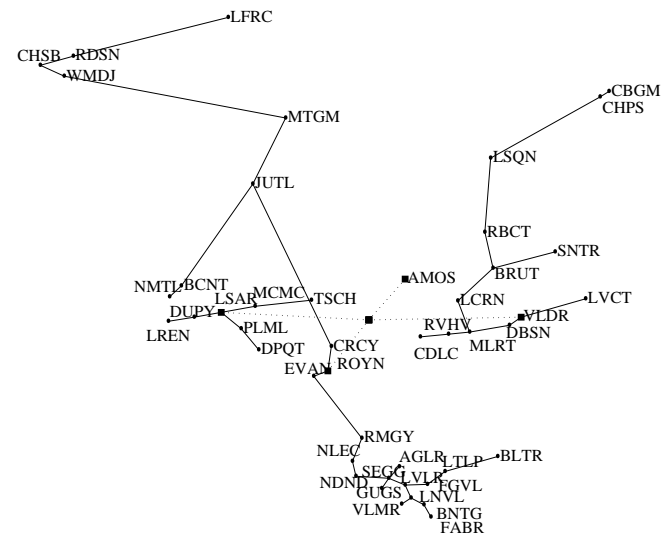 LFRC
RDSN
CHSB
WMDJ
CBGM
CHPS
MTGM
LSQN
JUTL
RBCT
SNTR
BRUT
AMOS
BCNT
NMTL
MCMC
LSAR
TSCH
LCRN
LVCT
DUPY
VLDR
LREN
PLML
RVHV
DBSN
MLRT
DPQT
CRCY
CDLC
ROYN
EVAN
RMGY
NLEC
AGLR
BLTR
LTLP
SEGG
LVLR
NDND
FGVL
GUGS
LNVL
VLMR
BNTG
FABR